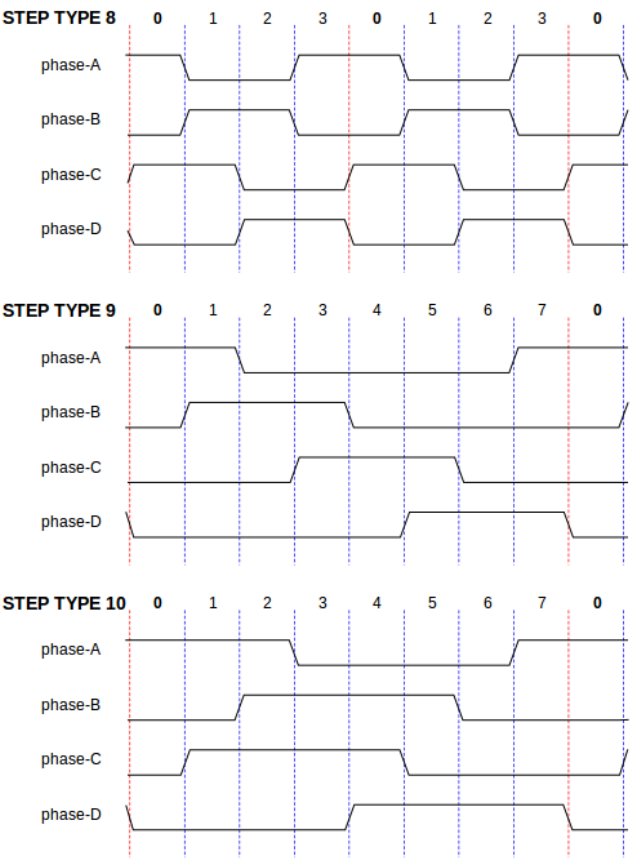 STEP TYPE 8 0 1 2 3 0 1 2 3 0
phase-A
phase-B
phase-C
phase-D
STEP TYPE 9 0 1 2 3 4 5 6 7 0
phase-A
phase-B
phase-C
phase-D
STEP TYPE 10 0 1 2 3 4 5 6 7 0
phase-A
phase-B
phase-C
phase-D